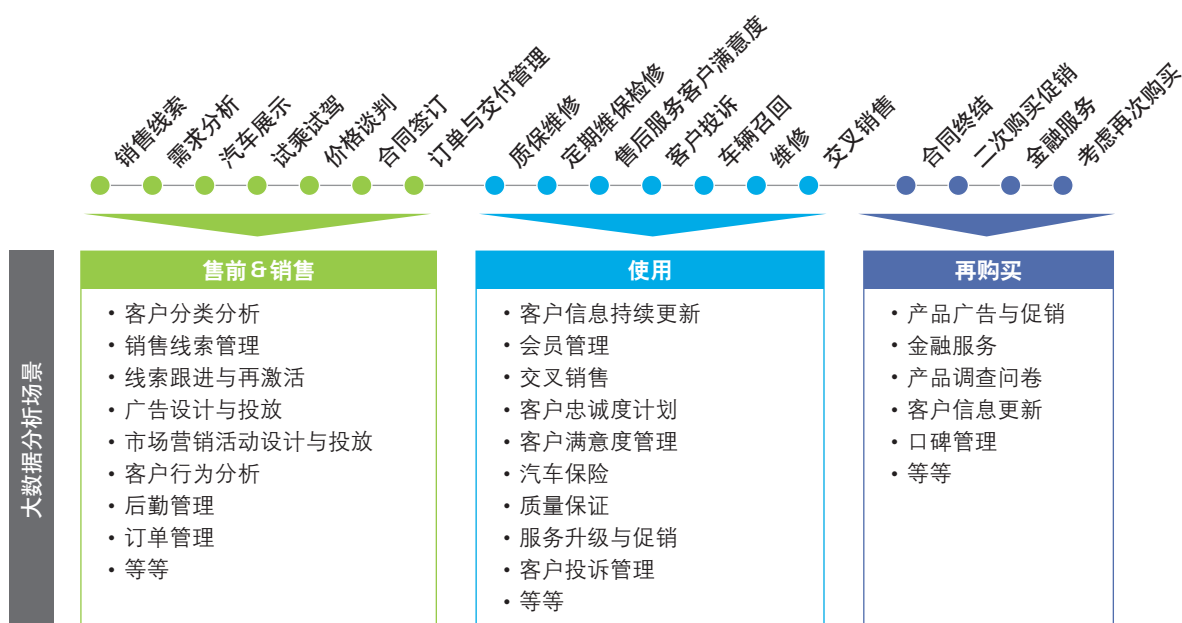 销售线索
需求分析
汽车展示
试乘试驾
价格谈判
合同签订
订单与交付管理
质保维修
定期维保检修
售后服务客户满意度
客户投诉
车辆召回
维修
交叉销售
合同终结
二次购买促销
金融服务
考虑再次购买
大数据分析场景
售前&销售
• 客户分类分析
• 销售线索管理
• 线索跟进与再激活
• 广告设计与投放
• 市场营销活动设计与投放
• 客户行为分析
• 后勤管理
• 订单管理
• 等等
使用
• 客户信息持续更新
• 会员管理
• 交叉销售
• 客户忠诚度计划
• 客户满意度管理
• 汽车保险
• 质量保证
• 服务升级与促销
• 客户投诉管理
• 等等
再购买
• 产品广告与促销
• 金融服务
• 产品调查问卷
• 客户信息更新
• 口碑管理
• 等等